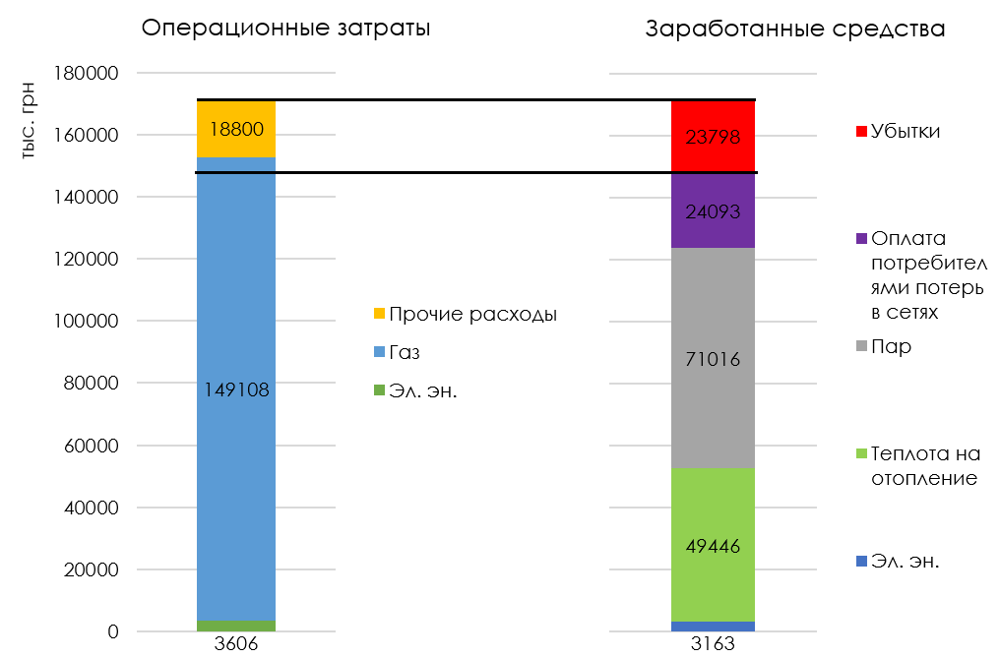 Операционные затраты
Заработанные средства
тыс. грн
180000
160000
140000
120000
100000
80000
60000
40000
20000
0
18800
149108
3606
Прочие расходы
Газ
Эл. эн.
23798
24093
71016
49446
3163
Убытки
Оплата
потребител
ями потерь
в сетях
Пар
Теплота на
отопление
Эл. эн.